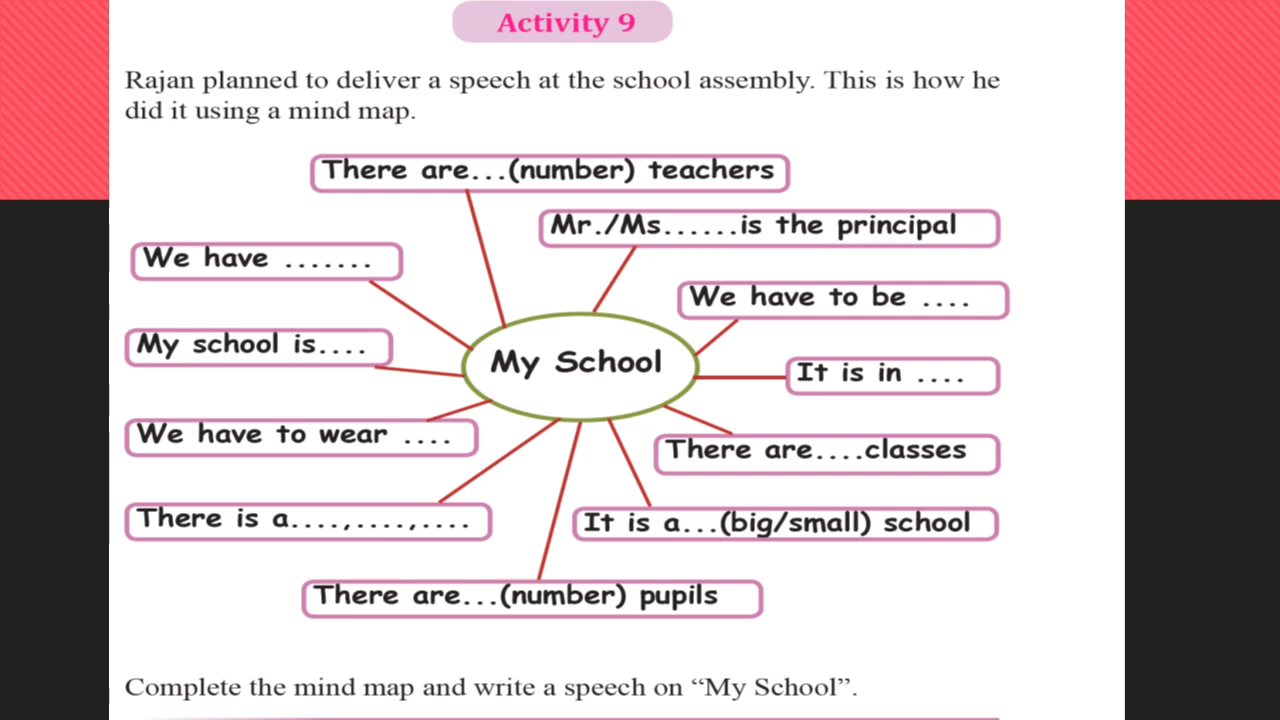 Activity 9
Rajan planned to deliver a speech at the school assembly. This is how he
did it using a mind map.
There are...(number) teachers
Mr./Ms......is the principal
We have .......
We have to be ....
My school is....
My School
It is in ....
We have to wear ....
There are....classes
There is a....,....,....
It is a...(big/small) school
There are...(number) pupils
Complete the mind map and write a speech on “My School”.